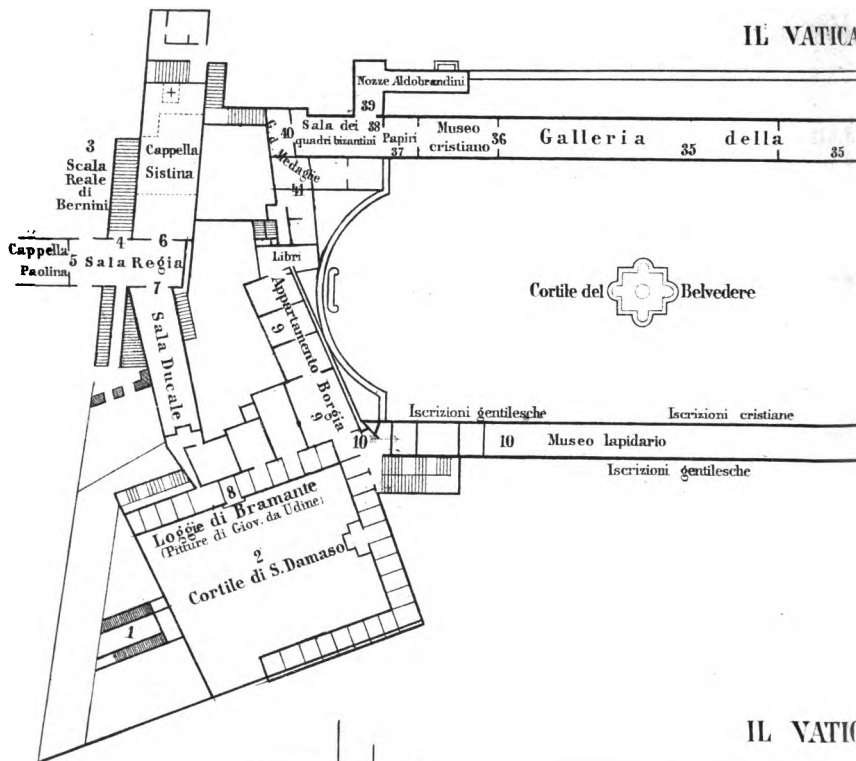 IL VATICA
Nozze Aldobrandini
39
40
Sala dei
38
quadri bizantini
Papiri
37
Museo
cristiano
36
Galleria della
35
35
G. d. Medaglie
41
3
Scala
Reale
di
Bernini
Cappella
Sistina
4
6
Cappella
Paolina
5
Sala Regia
7
Libri
Sala Ducale
Appartamento Borgia
9
9
Cortile del Belvedere
Iscrizioni gentilesche
Iscrizioni cristiane
10
10
Museo lapidario
Iscrizioni gentilesche
8
Loggie di Bramante
(Pitture di Giov. da Udine)
2
Cortile di S. Damaso
1
IL VATIC